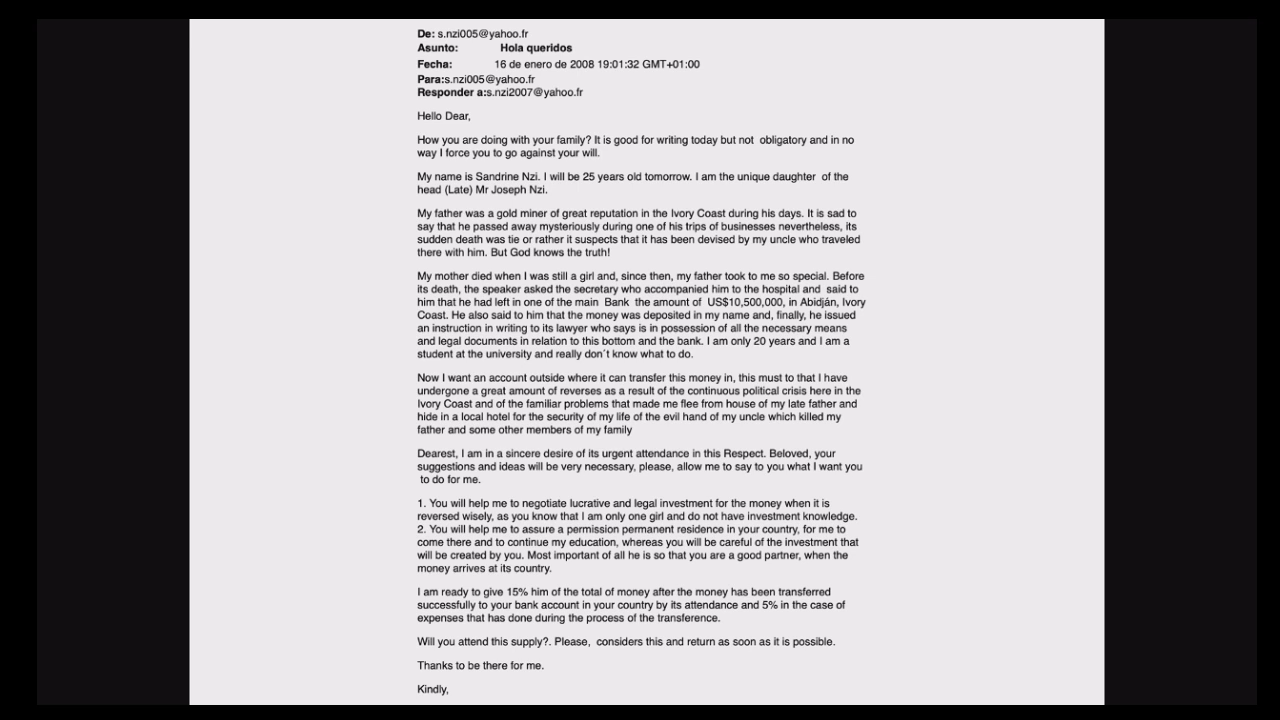 De: s.nzi005@yahoo.fr
Asunto: Hola queridos
Fecha: 16 de enero de 2008 19:01:32 GMT+01:00
Para:s.nzi005@yahoo.fr
Responder a:s.nzi2007@yahoo.fr
Hello Dear,
How you are doing with your family? It is good for writing today but not obligatory and in no
way I force you to go against your will.
My name is Sandrine Nzi. I will be 25 years old tomorrow. I am the unique daughter of the
head (Late) Mr Joseph Nzi.
My father was a gold miner of great reputation in the Ivory Coast during his days. It is sad to
say that he passed away mysteriously during one of his trips of businesses nevertheless, its
sudden death was tie or rather it suspects that it has been devised by my uncle who traveled
there with him. But God knows the truth!
My mother died when I was still a girl and, since then, my father took to me so special. Before
its death, the speaker asked the secretary who accompanied him to the hospital and said to
him that he had left in one of the main Bank the amount of US$10,500,000, in Abidján, Ivory
Coast. He also said to him that the money was deposited in my name and, finally, he issued
an instruction in writing to its lawyer who says is in possession of all the necessary means
and legal documents in relation to this bottom and the bank. I am only 20 years and I am a
student at the university and really don´t know what to do.
Now I want an account outside where it can transfer this money in, this must to that I have
undergone a great amount of reverses as a result of the continuous political crisis here in the
Ivory Coast and of the familiar problems that made me flee from house of my late father and
hide in a local hotel for the security of my life of the evil hand of my uncle which killed my
father and some other members of my family
Dearest, I am in a sincere desire of its urgent attendance in this Respect. Beloved, your
suggestions and ideas will be very necessary, please, allow me to say to you what I want you
to do for me.
1. You will help me to negotiate lucrative and legal investment for the money when it is
reversed wisely, as you know that I am only one girl and do not have investment knowledge.
2. You will help me to assure a permission permanent residence in your country, for me to
come there and to continue my education, whereas you will be careful of the investment that
will be created by you. Most important of all he is so that you are a good partner, when the
money arrives at its country.
I am ready to give 15% him of the total of money after the money has been transferred
successfully to your bank account in your country by its attendance and 5% in the case of
expenses that has done during the process of the transference.
Will you attend this supply?. Please, considers this and return as soon as it is possible.
Thanks to be there for me.
Kindly,